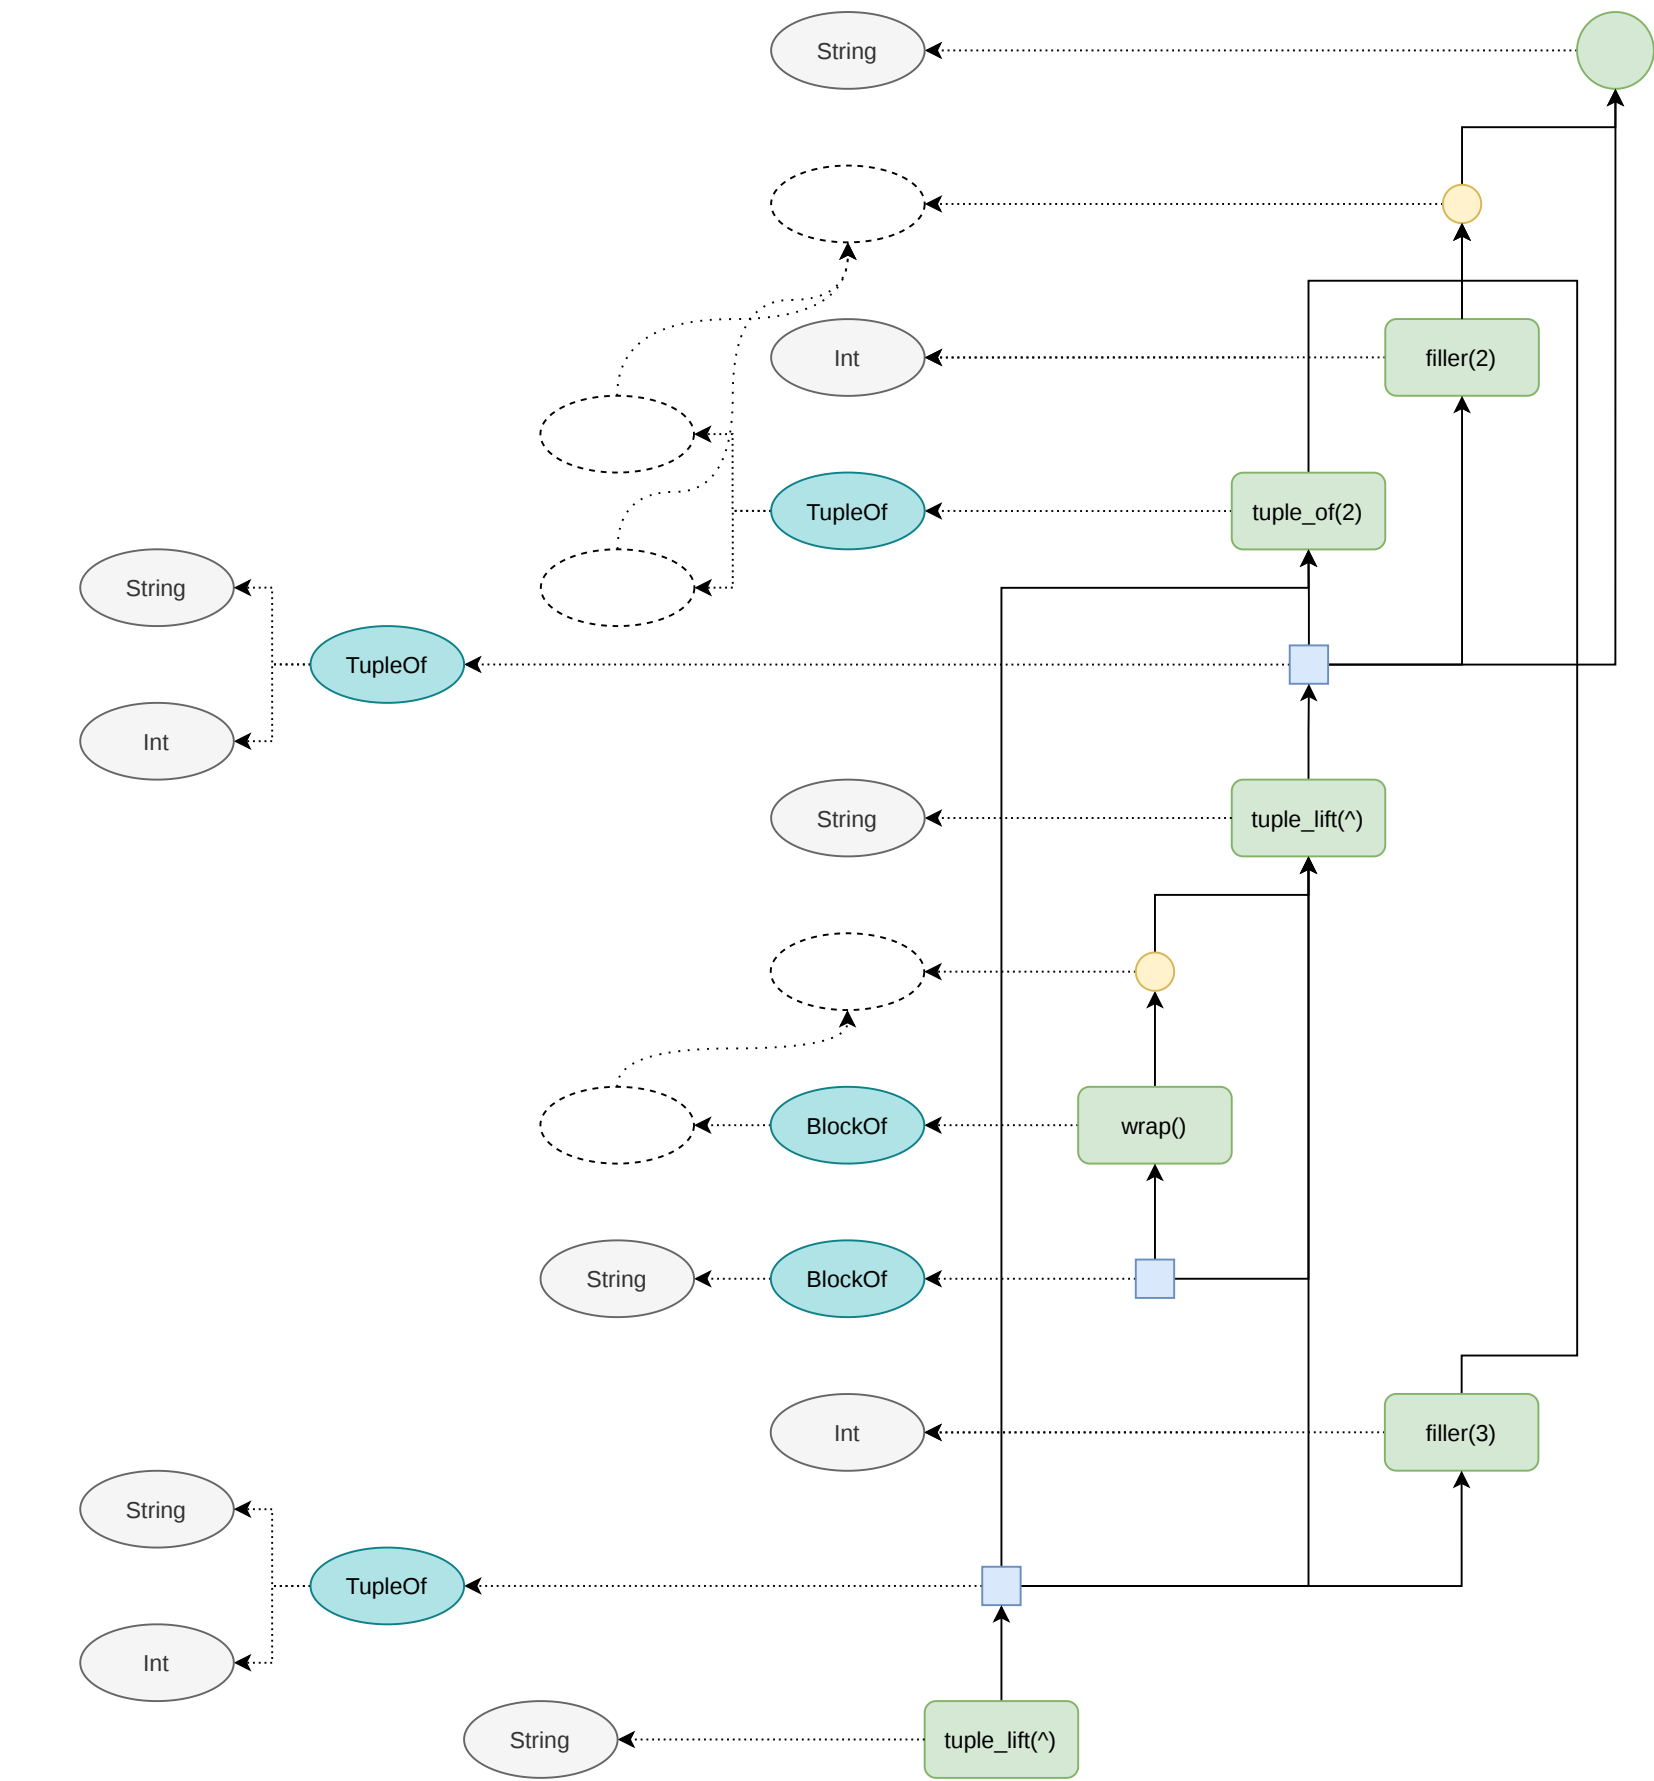 String
Int
filler(2)
TupleOf
tuple_of(2)
String
TupleOf
Int
String
tuple_lift(^)
BlockOf
wrap()
String
BlockOf
Int
filler(3)
String
TupleOf
Int
String
tuple_lift(^)